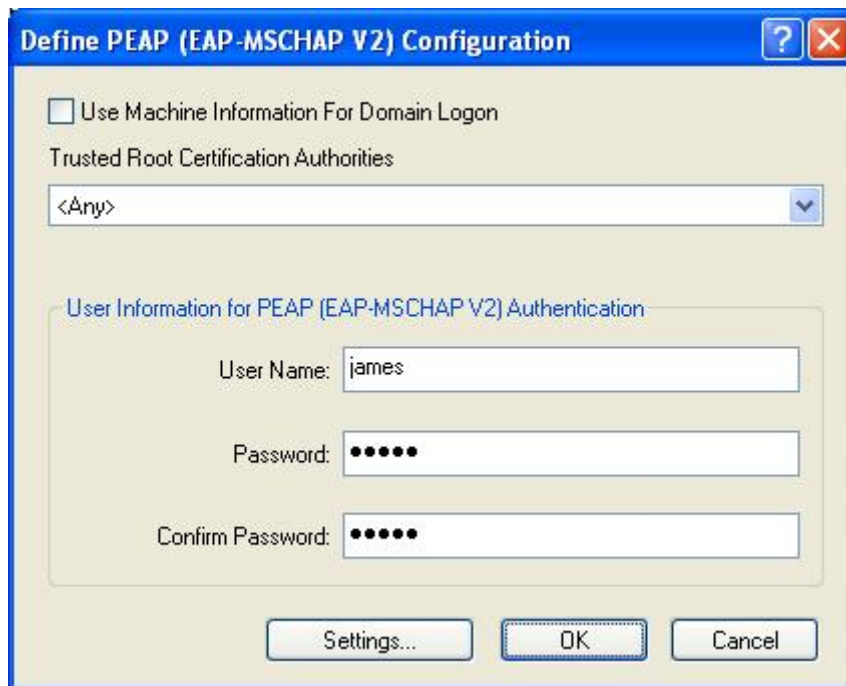 Define PEAP (EAP-MSCHAP V2) Configuration
Use Machine Information For Domain Logon
Trusted Root Certification Authorities
<Any>
User Information for PEAP (EAP-MSCHAP V2) Authentication
User Name: james
Password: •••••
Confirm Password: •••••
Settings... OK Cancel